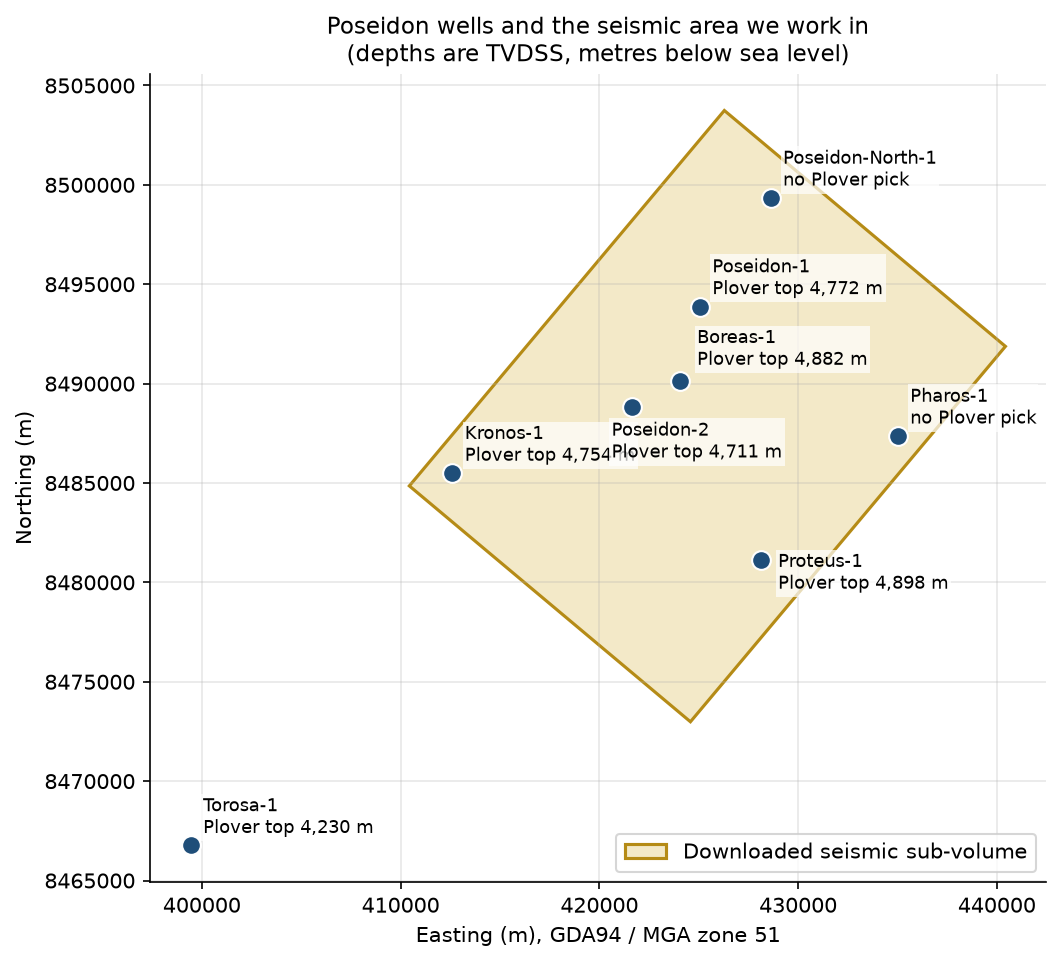 Poseidon wells and the seismic area we work in
(depths are TVDSS, metres below sea level)
8505000
8500000
8495000
8490000
8485000
8480000
8475000
8470000
8465000
Northing (m)
Poseidon-North-1
no Plover pick
Poseidon-1
Plover top 4,772 m
Boreas-1
Plover top 4,882 m
Pharos-1
no Plover pick
Kronos-1
Plover top 4,754 m
Poseidon-2
Plover top 4,711 m
Proteus-1
Plover top 4,898 m
Torosa-1
Plover top 4,230 m
Downloaded seismic sub-volume
400000
410000
420000
430000
440000
Easting (m), GDA94 / MGA zone 51